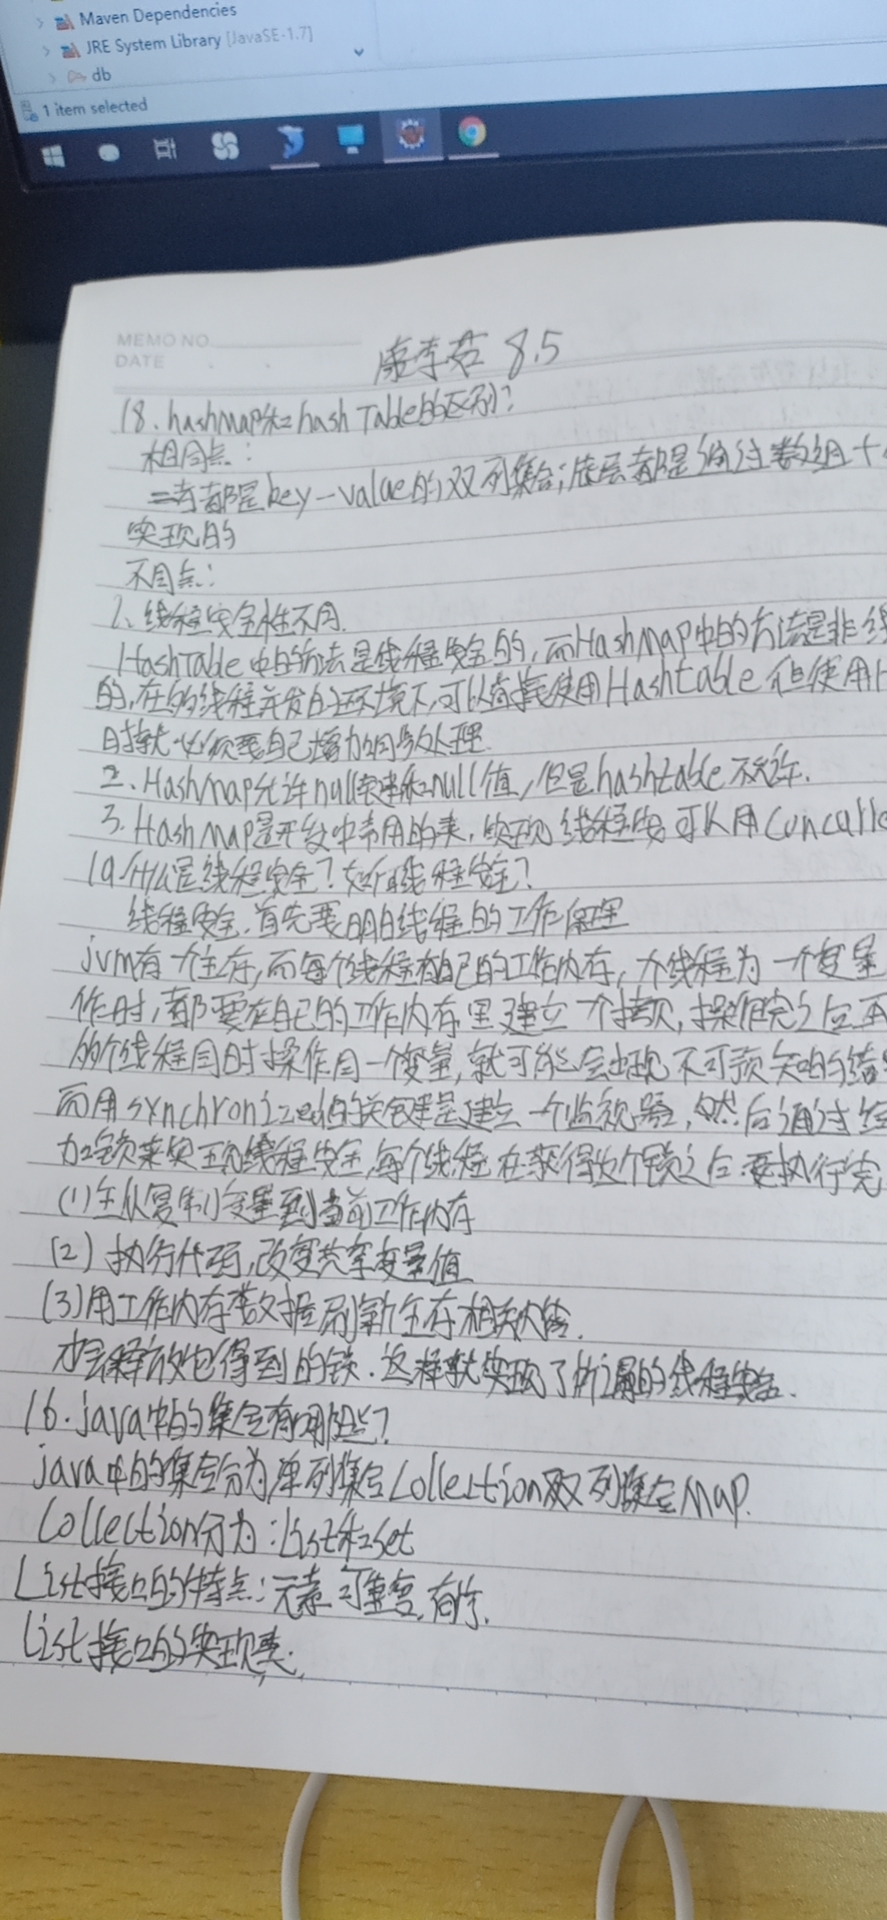 Maven Dependencies
JRE System Library [JavaSE-1.7]
db
1 item selected
MEMO NO.
DATE
康李君 8.5
18. hashMap和hashTable的区别?
相同点:
二者都是key-value的双列集合;底层都是通过数组+
实现的
不同点:
1、线程安全性不同.
HashTable中的方法是线程安全的,而HashMap中的方法是非线
的,在多线程并发的环境下,可以直接使用Hashtable但使用H
时就必须要自己增加同步处理.
2. Hashmap允许null键和null值,但是hashtable不允许.
3. Hashmap是开发中常用的类,实现线程安 可以用Concurre
19.什么是线程安全?如何线程安全?
线程安全.首先要明白线程的工作原理
jvm有一个主存,而每个线程有自己的工作内存,一个线程为一个变量
作时,都要在自己的工作内存里建立一个拷贝,操作完之后再
多个线程同时操作同一个变量,就可能会出现不可预知的结
而用synchronized的关键是建立一个监视器,然后通过给
加锁来实现线程安全,每个线程在获得这个锁之后要执行完
(1)主从复制变量到当前工作内存
(2)执行代码,改变共享变量值
(3)用工作内存数据刷新主存相关内容.
才会释放它得到的锁.这样就实现了所谓的线程安全.
16.java中的集合有哪些?
java中的集合分为单列集合Collection双列集合Map.
Collection分为:list和set
List接口的特点:元素可重复,有序.
List接口的实现类: